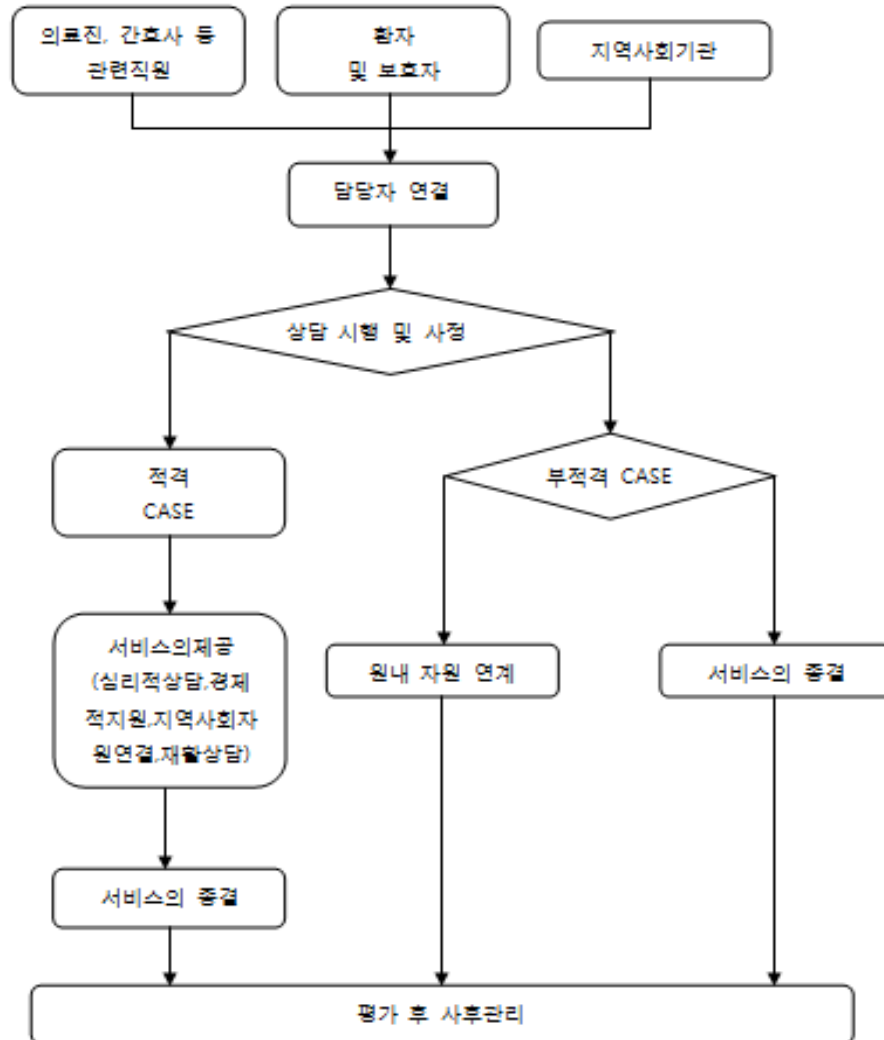 의료진, 간호사 등
관련직원
환자
및 보호자
지역사회기관
담당자 연결
상담 시행 및 사정
적격
CASE
부적격 CASE
서비스의제공
(심리적상담,경제
적지원,지역사회자
원연결,재활상담)
원내 자원 연계
서비스의 종결
서비스의 종결
평가 후 사후관리